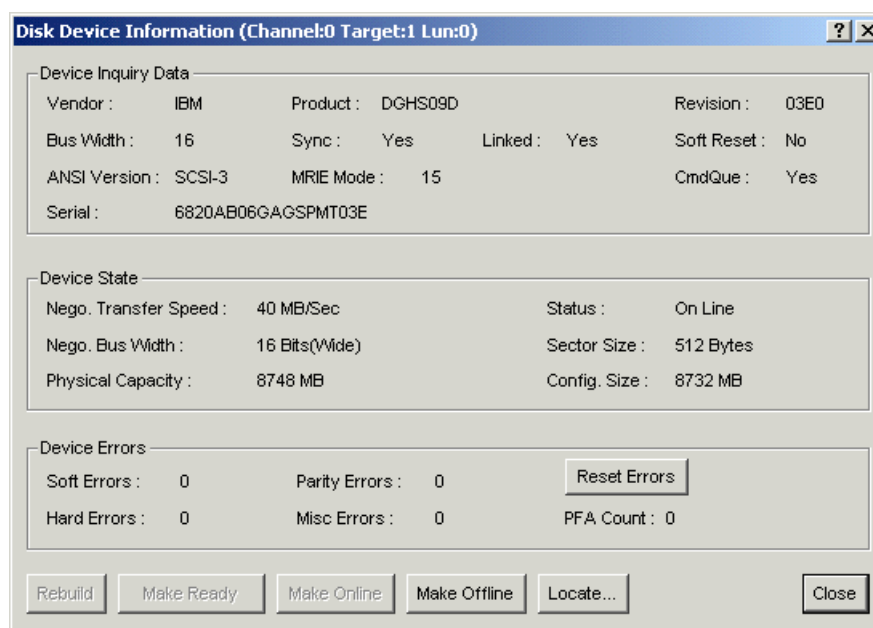 Disk Device Information (Channel:0 Target:1 Lun:0)
Device Inquiry Data
Vendor : IBM Product : DGHS09D Revision : 03E0
Bus Width : 16 Sync : Yes Linked : Yes Soft Reset : No
ANSI Version : SCSI-3 MRIE Mode : 15 CmdQue : Yes
Serial : 6820AB06GAGSPMT03E
Device State
Nego. Transfer Speed : 40 MB/Sec Status : On Line
Nego. Bus Width : 16 Bits(Wide) Sector Size : 512 Bytes
Physical Capacity : 8748 MB Config. Size : 8732 MB
Device Errors
Soft Errors : 0 Parity Errors : 0 Reset Errors
Hard Errors : 0 Misc Errors : 0 PFA Count : 0
Rebuild Make Ready Make Online Make Offline Locate... Close